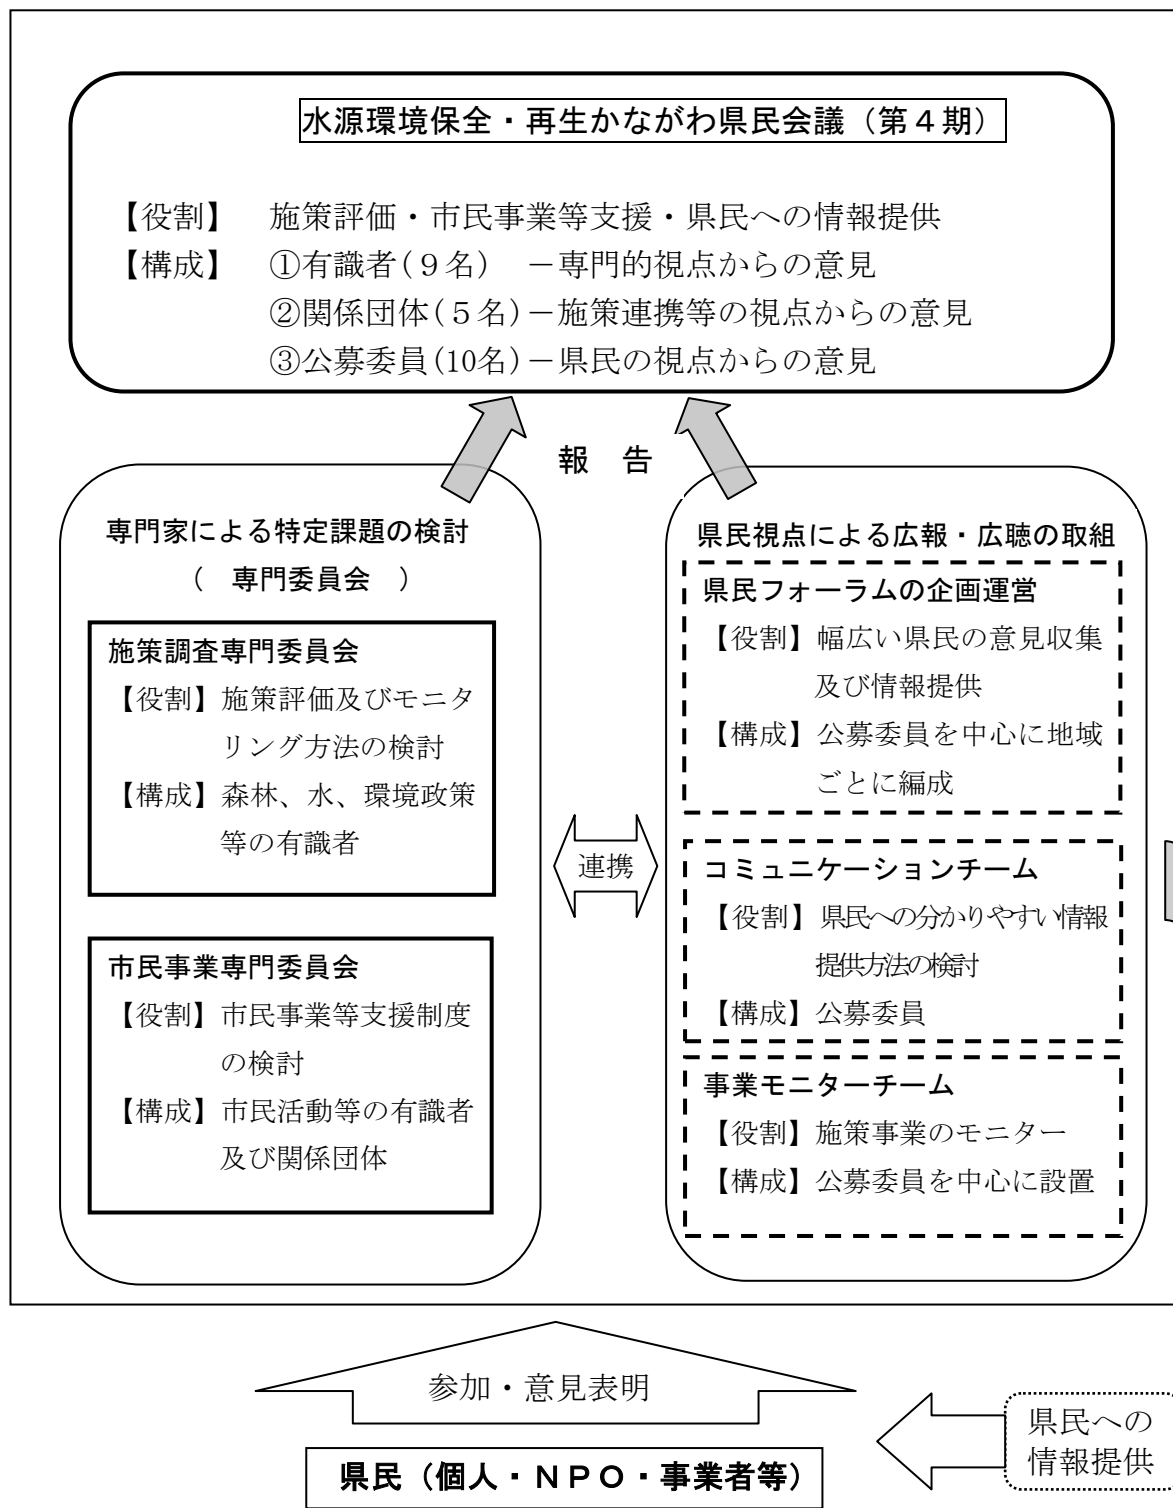 水源環境保全・再生かながわ県民会議（第４期）
【役割】　施策評価・市民事業等支援・県民への情報提供
【構成】　①有識者(９名)　－専門的視点からの意見
②関係団体(５名)－施策連携等の視点からの意見
③公募委員(10名)－県民の視点からの意見
報　告
専門家による特定課題の検討
（　専門委員会　）
施策調査専門委員会
【役割】施策評価及びモニタ
リング方法の検討
【構成】森林、水、環境政策
等の有識者
市民事業専門委員会
【役割】市民事業等支援制度
の検討
【構成】市民活動等の有識者
及び関係団体
連携
県民視点による広報・広聴の取組
県民フォーラムの企画運営
【役割】幅広い県民の意見収集
及び情報提供
【構成】公募委員を中心に地域
ごとに編成
コミュニケーションチーム
【役割】県民への分かりやすい情報
提供方法の検討
【構成】公募委員
事業モニターチーム
【役割】施策事業のモニター
【構成】公募委員を中心に設置
参加・意見表明
県民（個人・ＮＰＯ・事業者等）
県民への
情報提供